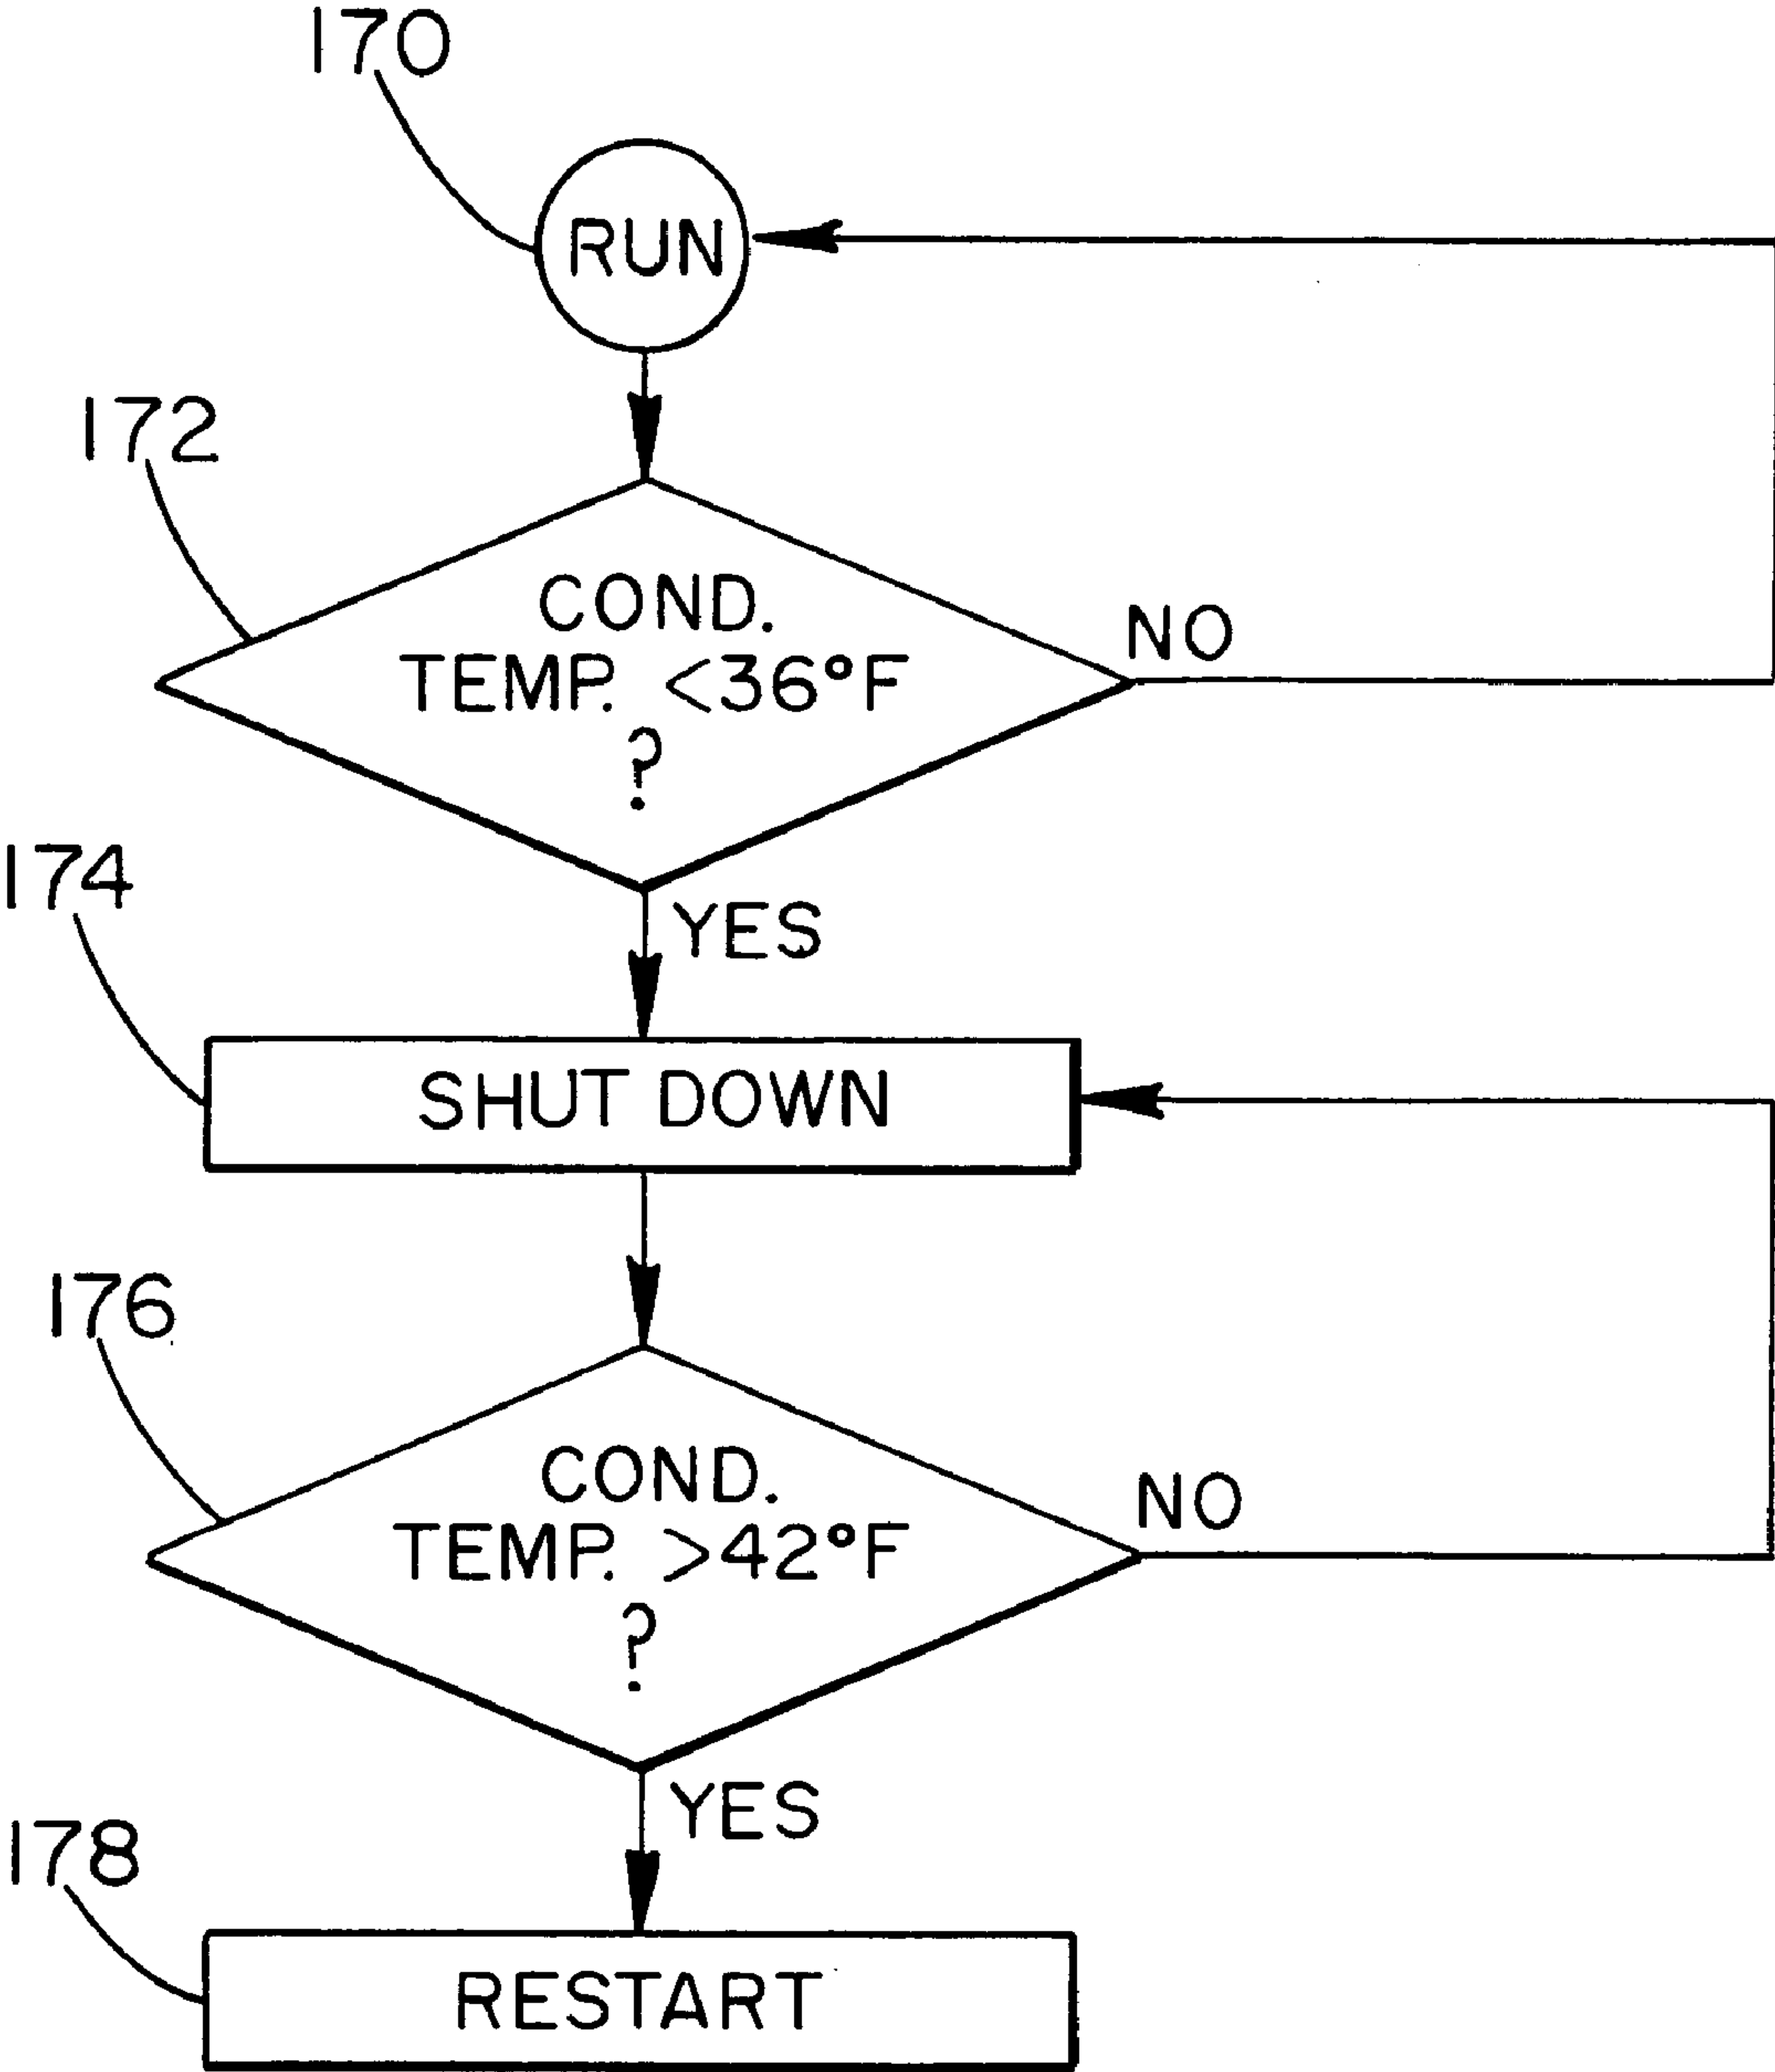 170
RUN
172
COND.
TEMP. <36°F
?
NO
YES
174
SHUT DOWN
176
COND.
TEMP. >42°F
?
NO
YES
178
RESTART